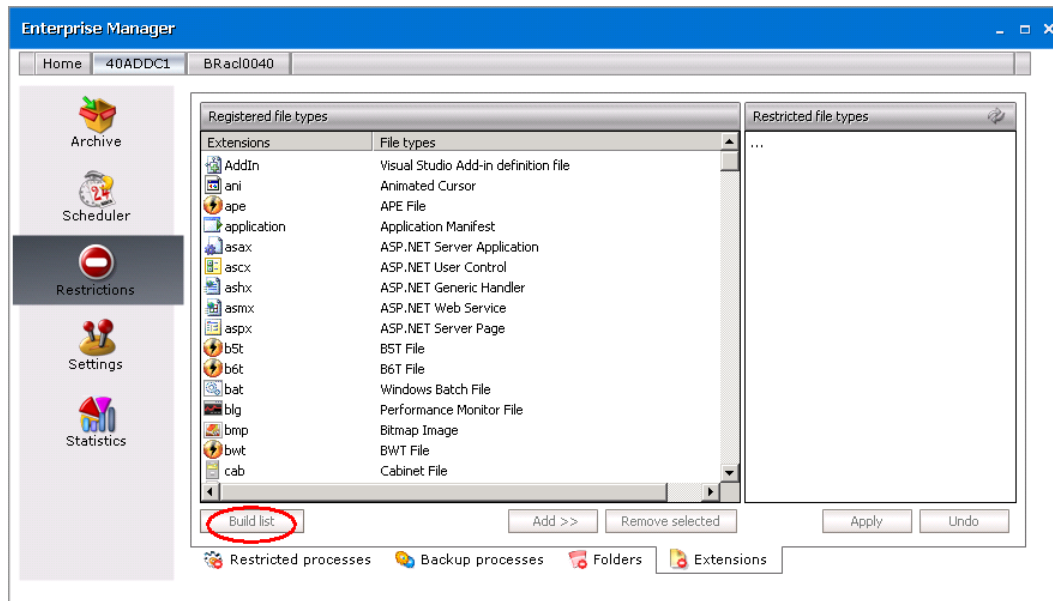 Enterprise Manager
Home 40ADDC1 BRacl0040
Archive
Scheduler
Restrictions
Settings
Statistics
Registered file types
Extensions File types
AddIn Visual Studio Add-in definition file
ani Animated Cursor
ape APE File
application Application Manifest
asax ASP.NET Server Application
ascx ASP.NET User Control
ashx ASP.NET Generic Handler
asmx ASP.NET Web Service
aspx ASP.NET Server Page
b5t B5T File
b6t B6T File
bat Windows Batch File
blg Performance Monitor File
bmp Bitmap Image
bwt BWT File
cab Cabinet File
Restricted file types
...
Build list Add >> Remove selected Apply Undo
Restricted processes Backup processes Folders Extensions